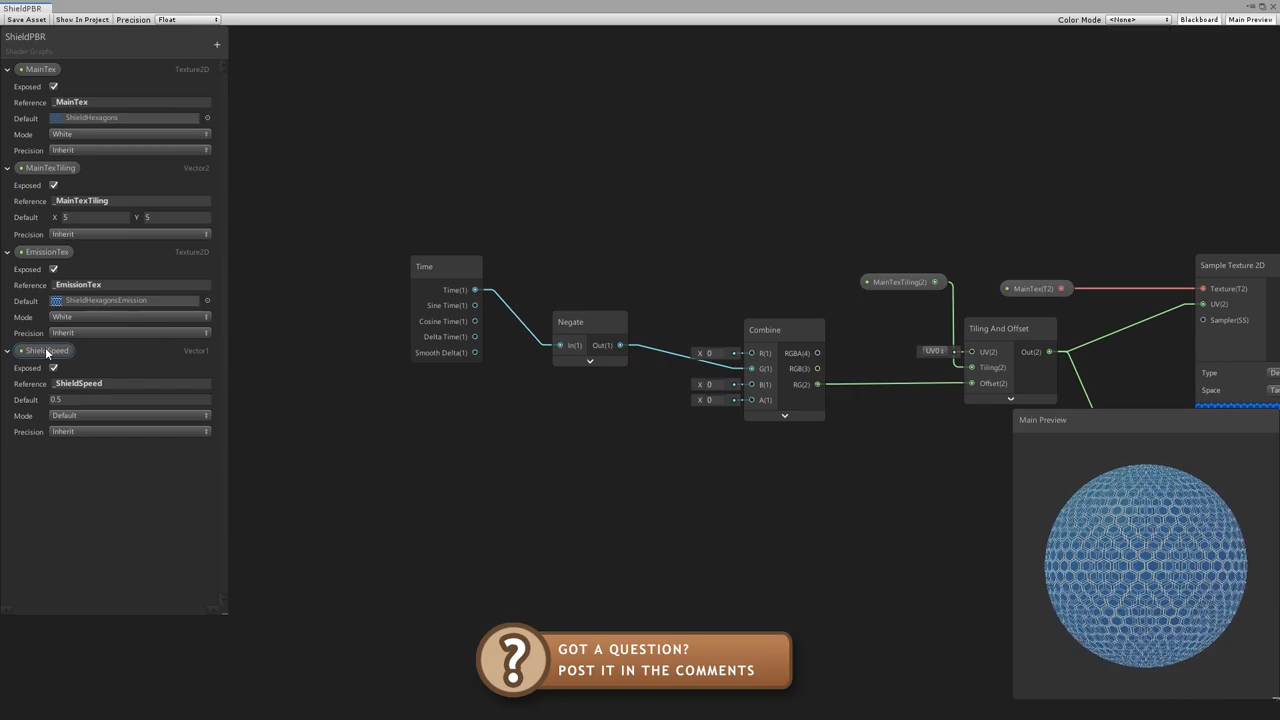 ShieldPBR
Save Asset Show In Project Precision Float Color Mode <None> Blackboard Main Preview
ShieldPBR
Shader Graphs
+
MainTex Texture2D
Exposed
Reference _MainTex
Default ShieldHexagons
Mode White
Precision Inherit
MainTexTiling Vector2
Exposed
Reference _MainTexTiling
Default X 5 Y 5
Precision Inherit
EmissionTex Texture2D
Exposed
Reference _EmissionTex
Default ShieldHexagonsEmission
Mode White
Precision Inherit
ShieldSpeed Vector1
Exposed
Reference _ShieldSpeed
Default 0.5
Mode Default
Precision Inherit
Time
Time(1)
Sine Time(1)
Cosine Time(1)
Delta Time(1)
Smooth Delta(1)
Negate
In(1) Out(1)
Combine
X 0 R(1) RGBA(4)
G(1) RGB(3)
X 0 B(1) RG(2)
X 0 A(1)
MainTexTiling(2)
MainTex(T2)
Tiling And Offset
UV0 UV(2) Out(2)
Tiling(2)
Offset(2)
Sample Texture 2D
Texture(T2)
UV(2)
Sampler(SS)
Type De
Space Ta
Main Preview
?
GOT A QUESTION?
POST IT IN THE COMMENTS